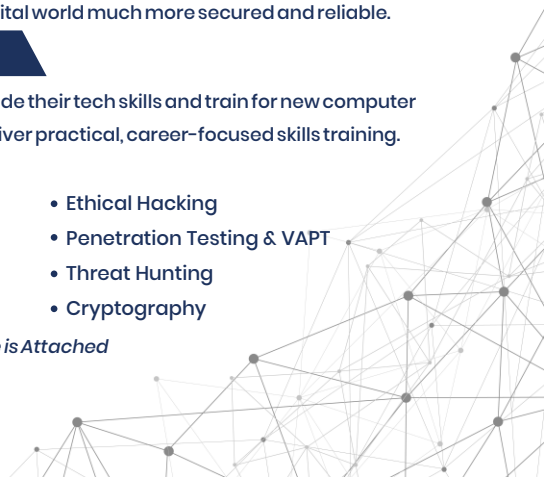 ital world much more secured and reliable.
de their tech skills and train for new computer
iver practical, career-focused skills training.
• Ethical Hacking
• Penetration Testing & VAPT
• Threat Hunting
• Cryptography
is Attached